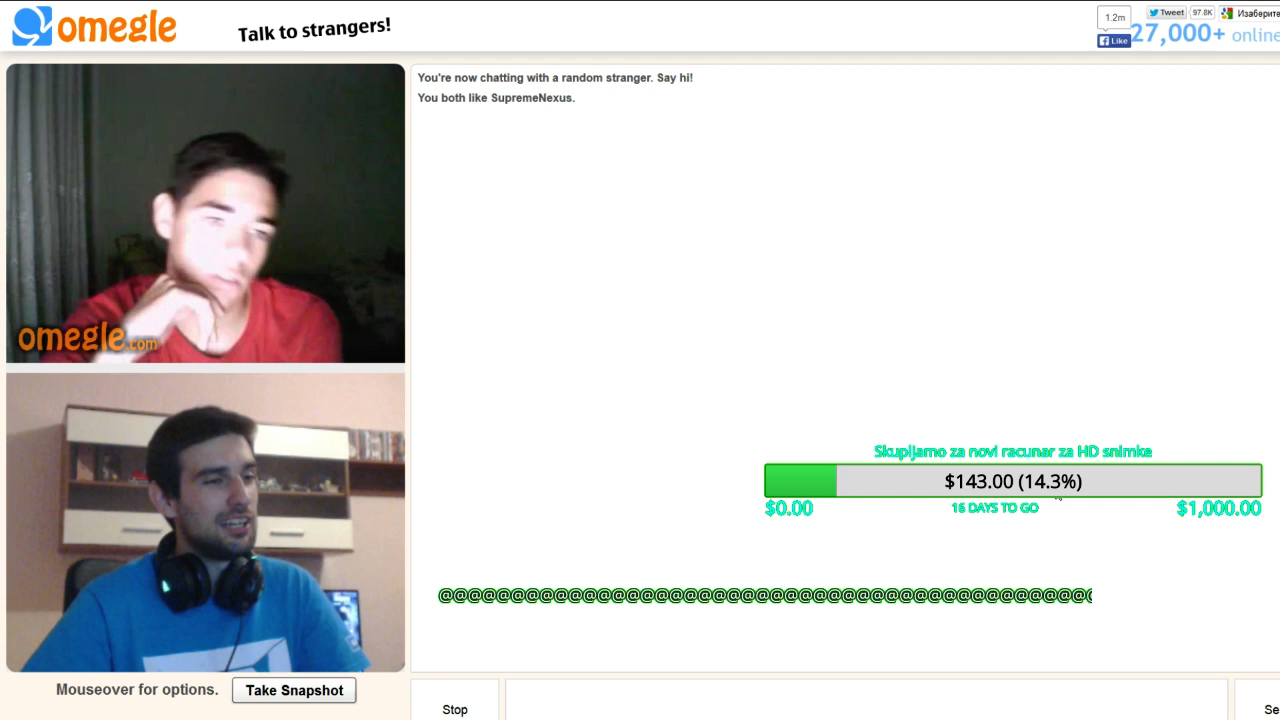 omegle
Talk to strangers!
1.2m
Like
Tweet
97.8K
27,000+ online
You're now chatting with a random stranger. Say hi!
You both like SupremeNexus.
omegle.com
Skupljamo za novi racunar za HD snimke
$143.00 (14.3%)
$0.00
16 DAYS TO GO
$1,000.00
Mouseover for options.
Take Snapshot
Stop